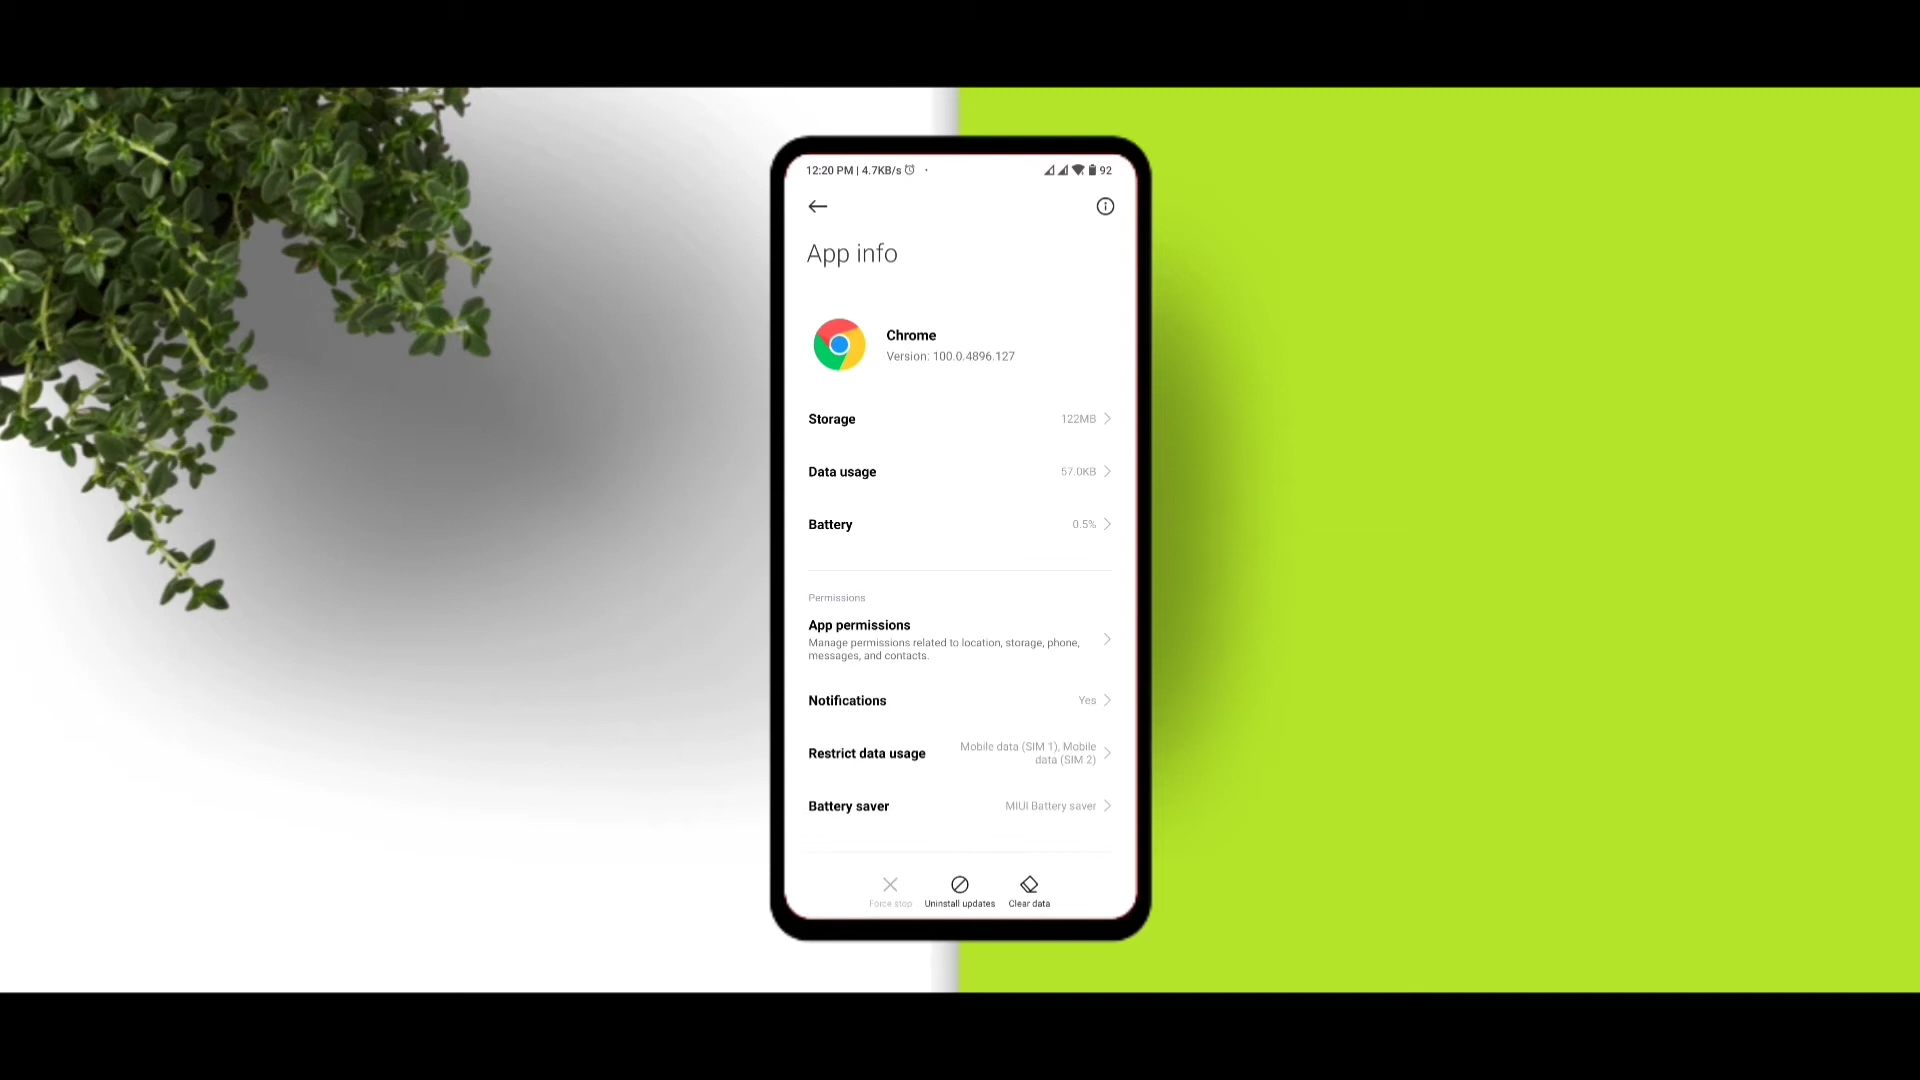 12:20 PM | 4.7KB/s
92
App info
Chrome
Version: 100.0.4896.127
Storage
122MB
Data usage
57.0KB
Battery
0.5%
Permissions
App permissions
Manage permissions related to location, storage, phone,
messages, and contacts.
Notifications
Yes
Restrict data usage
Mobile data (SIM 1), Mobile
data (SIM 2)
Battery saver
MIUI Battery saver
Force stop
Uninstall updates
Clear data